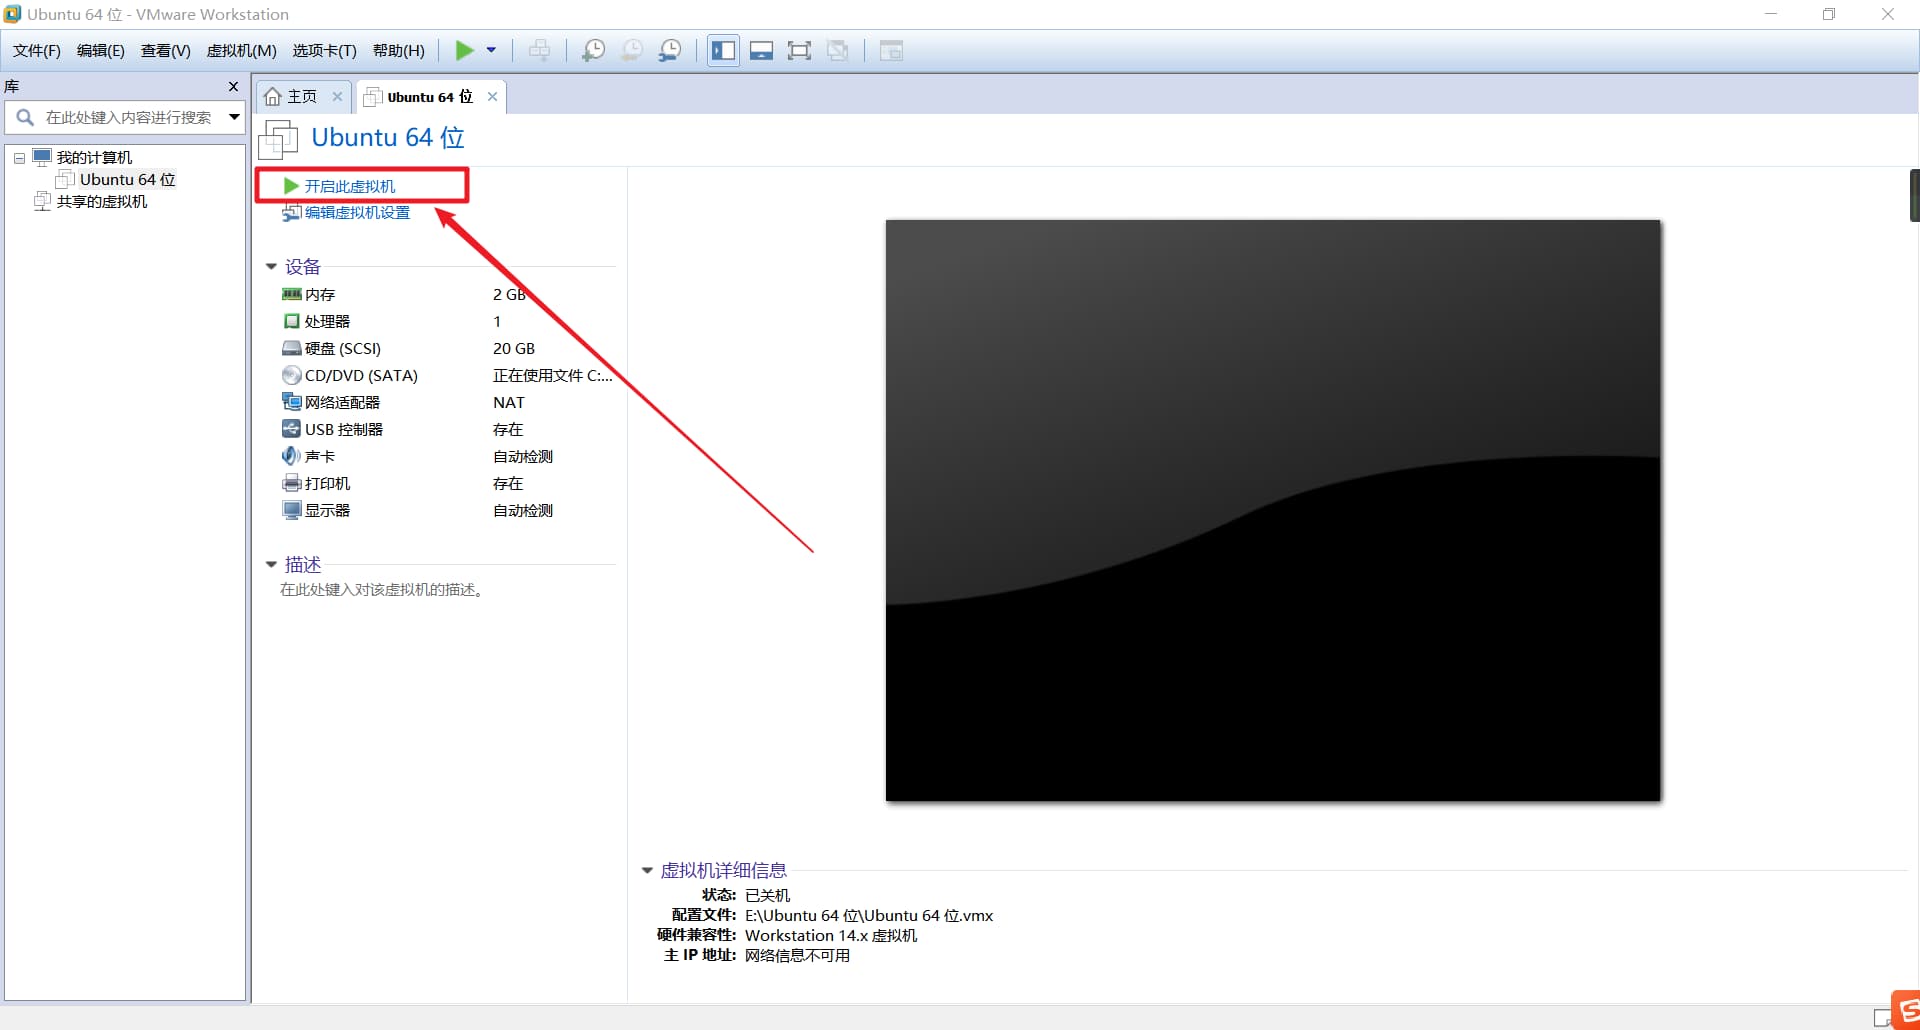 Ubuntu 64 位 - VMware Workstation
文件(F) 编辑(E) 查看(V) 虚拟机(M) 选项卡(T) 帮助(H)
库
在此处键入内容进行搜索
我的计算机
Ubuntu 64 位
共享的虚拟机
主页
Ubuntu 64 位
Ubuntu 64 位
开启此虚拟机
编辑虚拟机设置
设备
内存 2 GB
处理器 1
硬盘 (SCSI) 20 GB
CD/DVD (SATA) 正在使用文件 C:...
网络适配器 NAT
USB 控制器 存在
声卡 自动检测
打印机 存在
显示器 自动检测
描述
在此处键入对该虚拟机的描述。
虚拟机详细信息
状态: 已关机
配置文件: E:\Ubuntu 64 位\Ubuntu 64 位.vmx
硬件兼容性: Workstation 14.x 虚拟机
主 IP 地址: 网络信息不可用